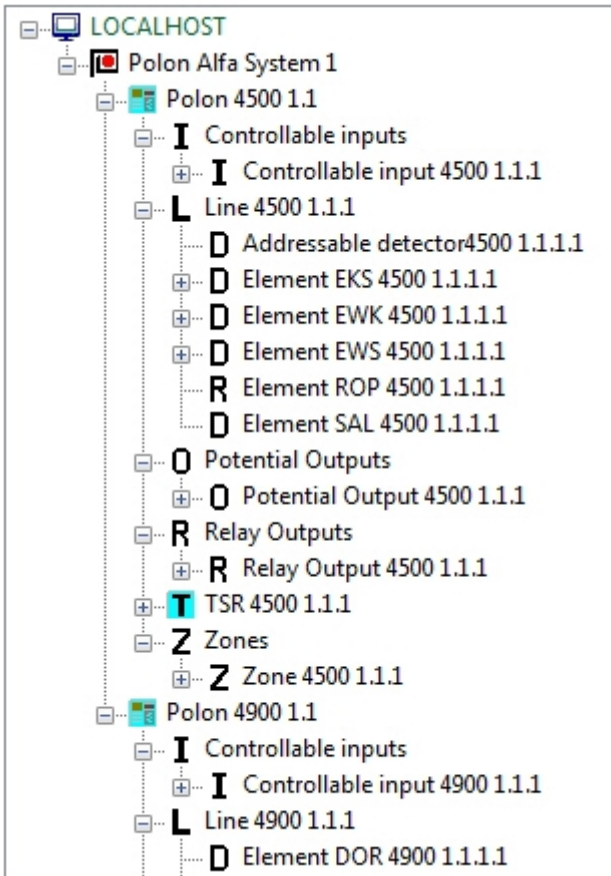 LOCALHOST
Polon Alfa System 1
Polon 4500 1.1
I Controllable inputs
I Controllable input 4500 1.1.1
L Line 4500 1.1.1
D Addressable detector4500 1.1.1.1
D Element EKS 4500 1.1.1.1
D Element EWK 4500 1.1.1.1
D Element EWS 4500 1.1.1.1
R Element ROP 4500 1.1.1.1
D Element SAL 4500 1.1.1.1
O Potential Outputs
O Potential Output 4500 1.1.1
R Relay Outputs
R Relay Output 4500 1.1.1
T TSR 4500 1.1.1
Z Zones
Z Zone 4500 1.1.1
Polon 4900 1.1
I Controllable inputs
I Controllable input 4900 1.1.1
L Line 4900 1.1.1
D Element DOR 4900 1.1.1.1